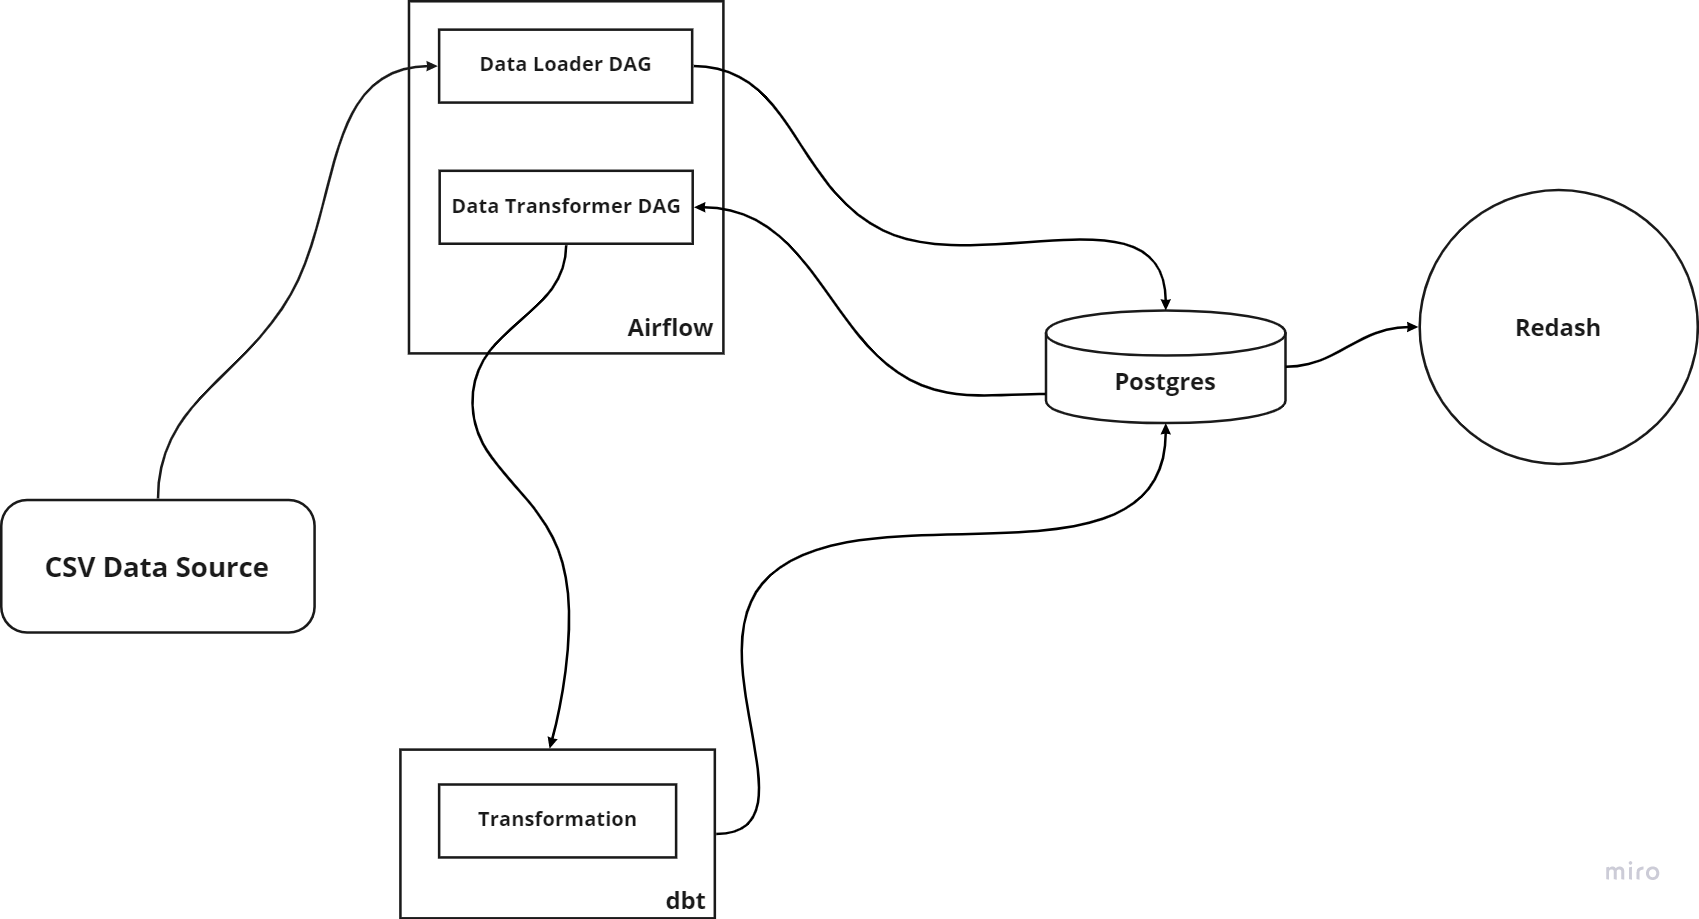 Data Loader DAG
Data Transformer DAG
Airflow
Postgres
Redash
CSV Data Source
Transformation
dbt
miro